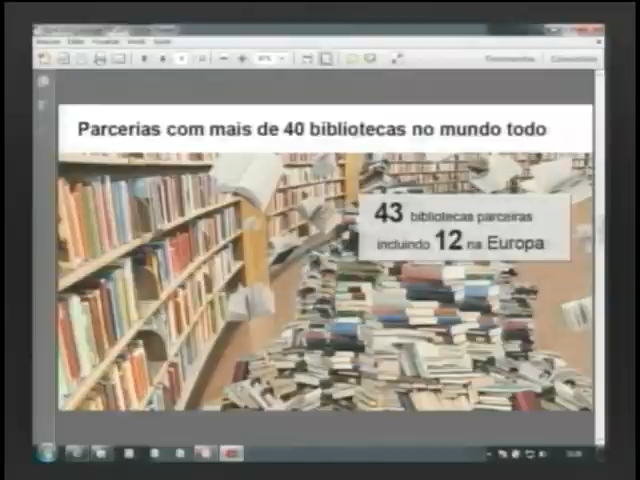 Parcerias com mais de 40 bibliotecas no mundo todo
43 bibliotecas parceiras
incluindo 12 na Europa